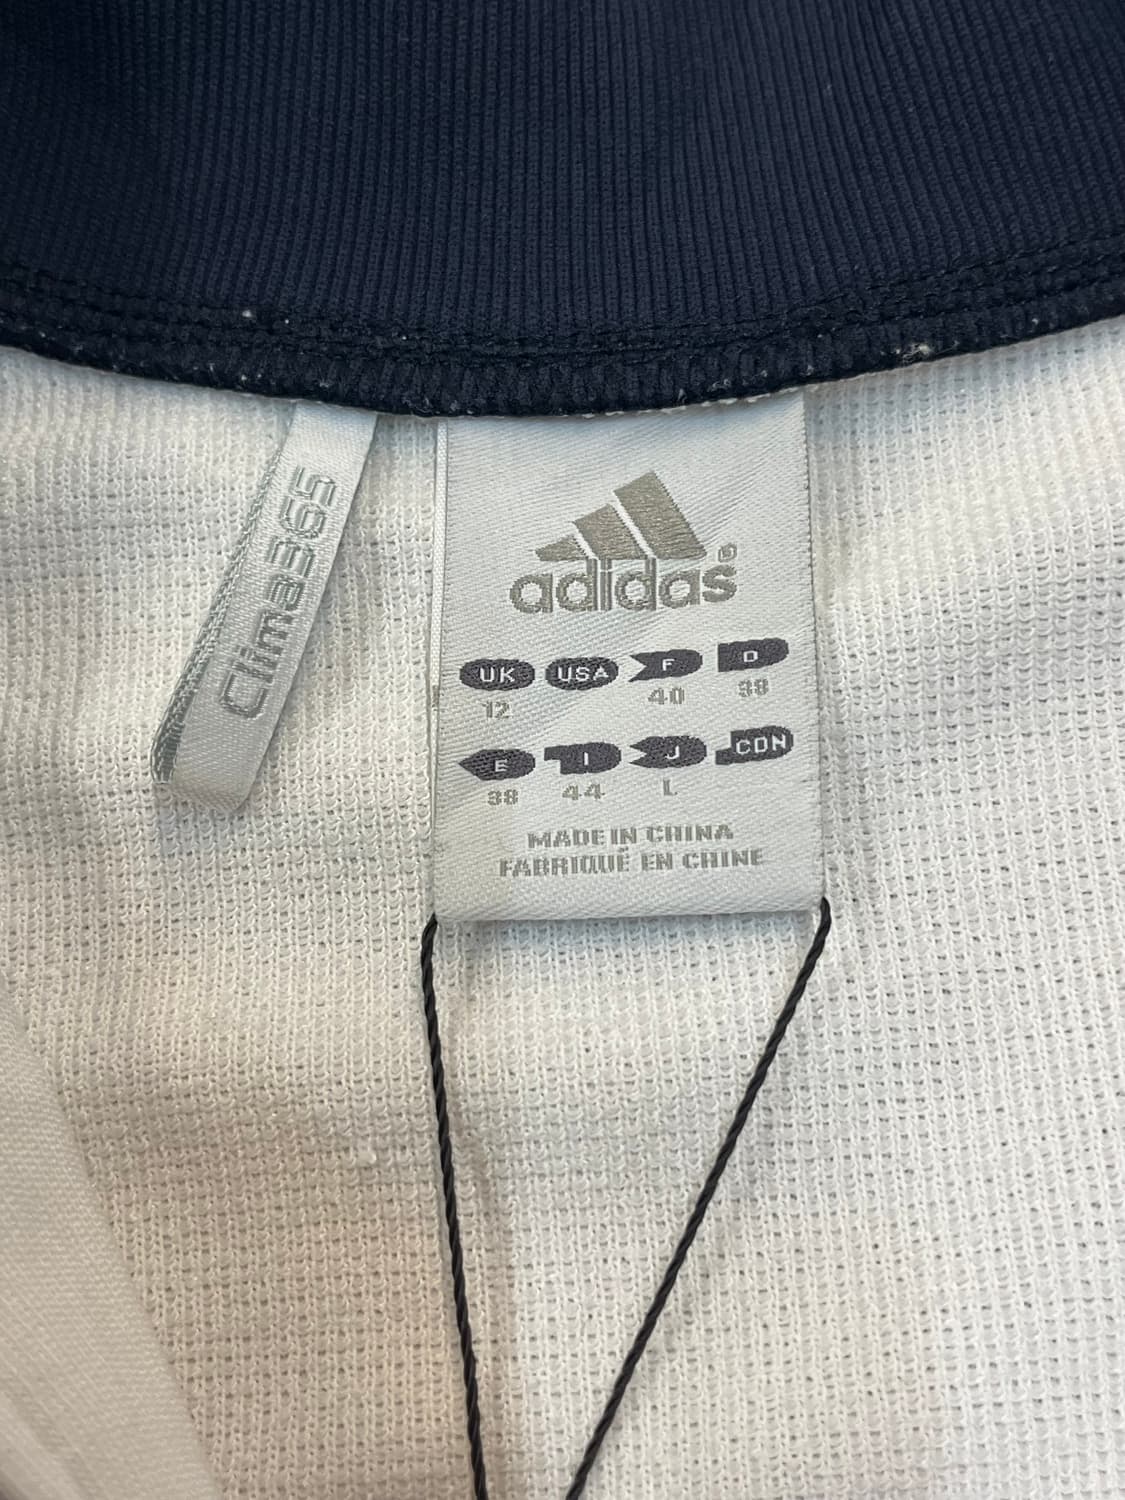 Clima365
adidas®
UK USA F D
12 40 38
E I J CDN
38 44 L
MADE IN CHINA
FABRIQUÉ EN CHINE